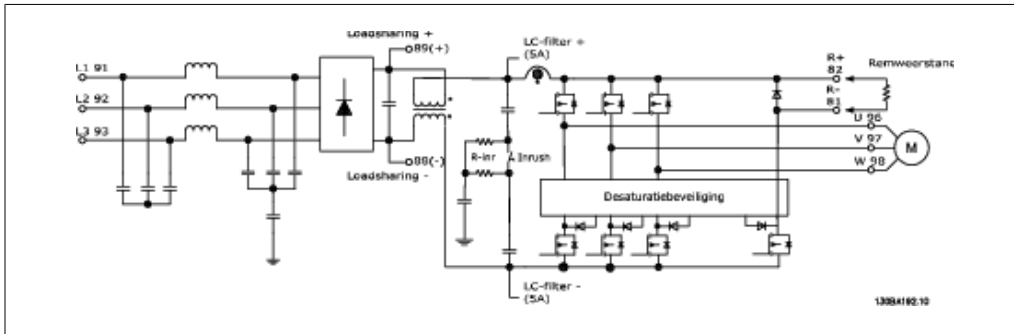 Loadsharing +
89(+)
LC-filter +
(5A)
R+
82
Remweerstand
R-
81
L1 91
L2 92
L3 93
U 96
V 97
W 98
M
R-inr
Inrush
88(-)
Loadsharing -
Desaturatiebeveiliging
LC-filter -
(5A)
130BA192.10